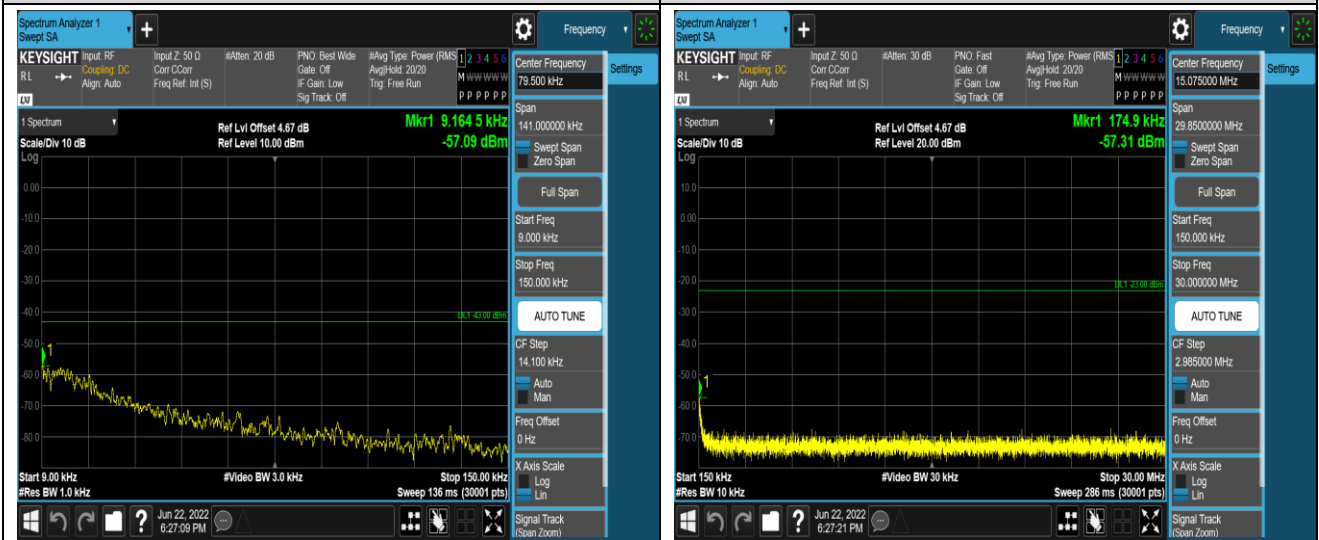 Spectrum Analyzer 1
Swept SA
+
Frequency
KEYSIGHT
RL
LXI
Input: RF
Coupling: DC
Align: Auto
Input Z: 50 Ω
Corr CCorr
Freq Ref: Int (S)
#Atten: 20 dB
PNO: Best Wide
Gate: Off
IF Gain: Low
Sig Track: Off
#Avg Type: Power (RMS
Avg|Hold: 20/20
Trig: Free Run
1 2 3 4 5 6
M W W W W W
P P P P P P
Center Frequency
79.500 kHz
Settings
Span
141.000000 kHz
Swept Span
Zero Span
Full Span
Start Freq
9.000 kHz
Stop Freq
150.000 kHz
AUTO TUNE
CF Step
14.100 kHz
Auto
Man
Freq Offset
0 Hz
X Axis Scale
Log
Lin
Signal Track
(Span Zoom)
1 Spectrum
Scale/Div 10 dB
Log
Ref Lvl Offset 4.67 dB
Ref Level 10.00 dBm
Mkr1 9.164 5 kHz
-57.09 dBm
0.00
-10.0
-20.0
-30.0
-40.0
DL1 -43.00 dBm
-50.0
1
-60.0
-70.0
-80.0
Start 9.00 kHz
#Video BW 3.0 kHz
Stop 150.00 kHz
#Res BW 1.0 kHz
Sweep 136 ms (30001 pts)
?
Jun 22, 2022
6:27:09 PM
Spectrum Analyzer 1
Swept SA
+
Frequency
KEYSIGHT
RL
LXI
Input: RF
Coupling: DC
Align: Auto
Input Z: 50 Ω
Corr CCorr
Freq Ref: Int (S)
#Atten: 30 dB
PNO: Fast
Gate: Off
IF Gain: Low
Sig Track: Off
#Avg Type: Power (RMS
Avg|Hold: 20/20
Trig: Free Run
1 2 3 4 5 6
M W W W W W
P P P P P P
Center Frequency
15.075000 MHz
Settings
Span
29.8500000 MHz
Swept Span
Zero Span
Full Span
Start Freq
150.000 kHz
Stop Freq
30.000000 MHz
AUTO TUNE
CF Step
2.985000 MHz
Auto
Man
Freq Offset
0 Hz
X Axis Scale
Log
Lin
Signal Track
(Span Zoom)
1 Spectrum
Scale/Div 10 dB
Log
Ref Lvl Offset 4.67 dB
Ref Level 20.00 dBm
Mkr1 174.9 kHz
-57.31 dBm
10.0
0.00
-10.0
-20.0
DL1 -23.00 dBm
-30.0
-40.0
-50.0
1
-60.0
-70.0
Start 150 kHz
#Video BW 30 kHz
Stop 30.00 MHz
#Res BW 10 kHz
Sweep 286 ms (30001 pts)
?
Jun 22, 2022
6:27:21 PM